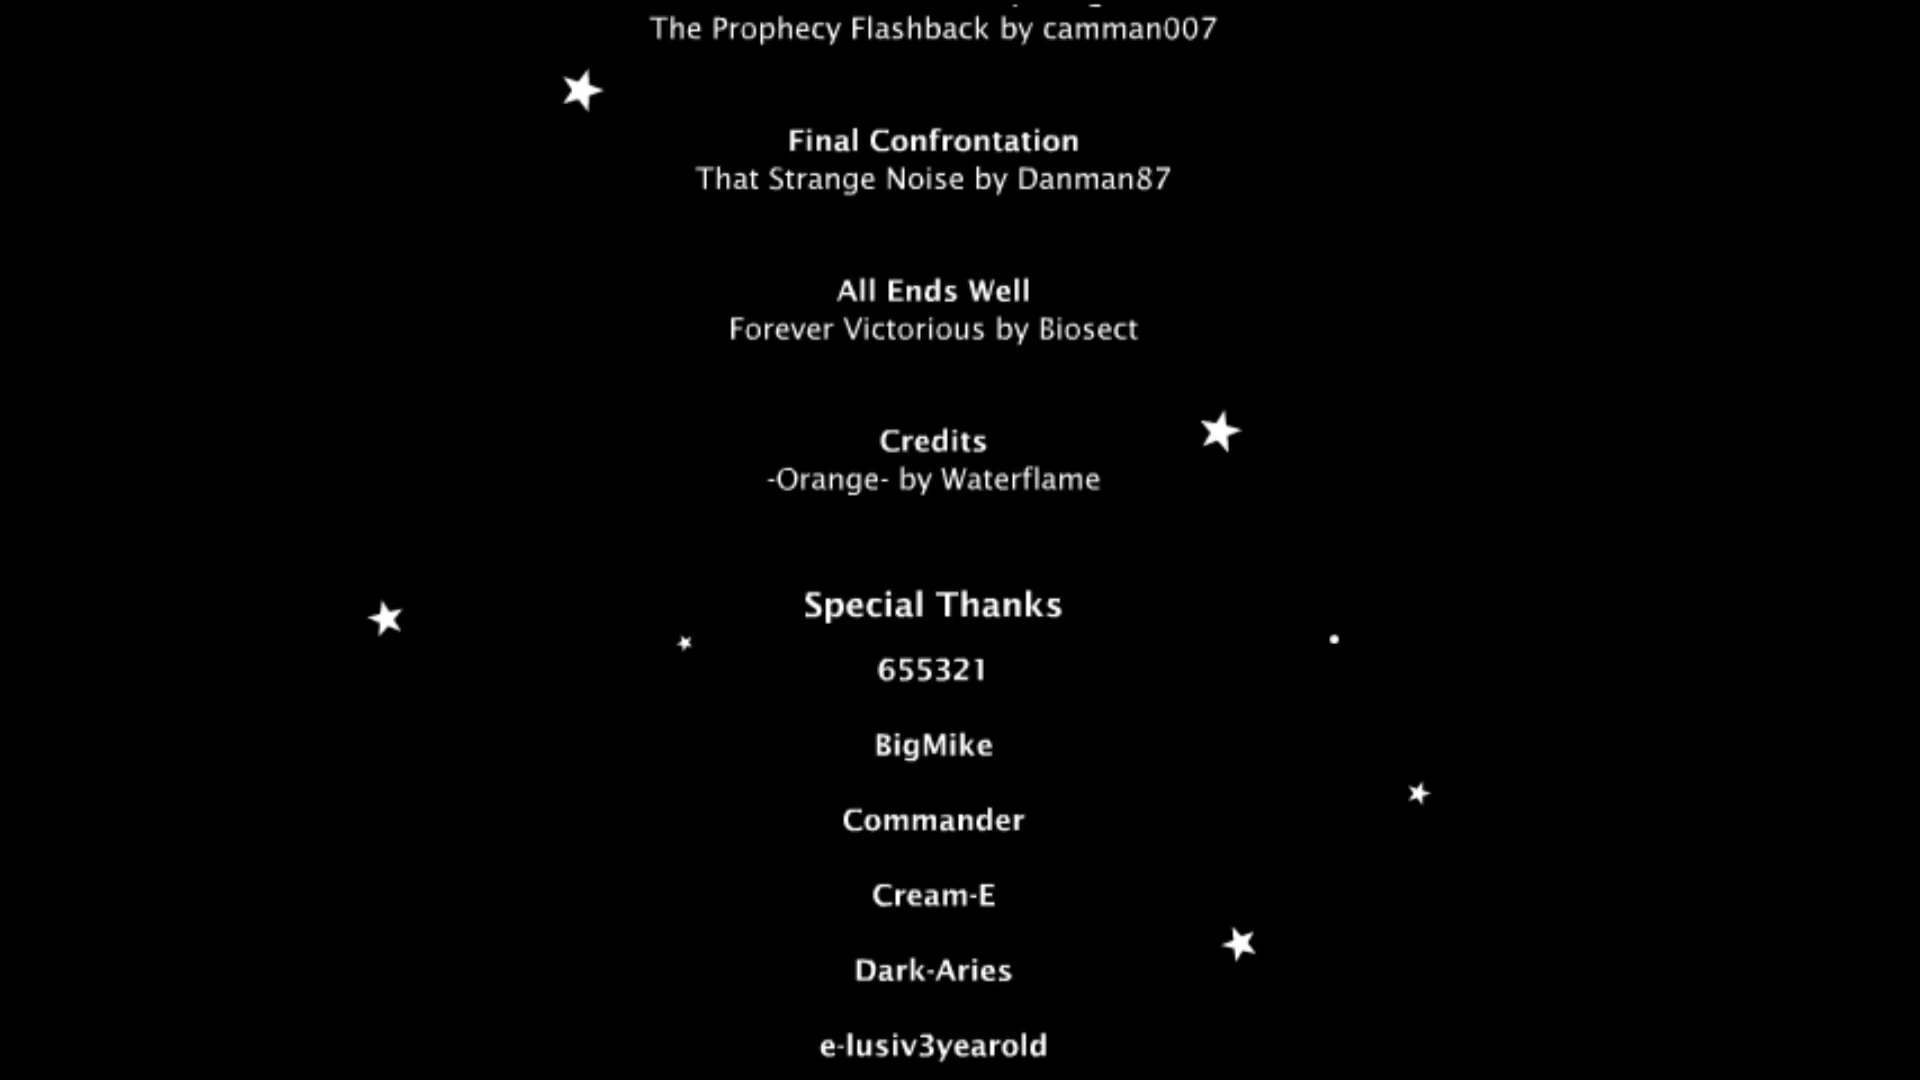 The Prophecy Flashback by camman007
Final Confrontation
That Strange Noise by Danman87
All Ends Well
Forever Victorious by Biosect
Credits
-Orange- by Waterflame
Special Thanks
655321
BigMike
Commander
Cream-E
Dark-Aries
e-lusiv3yearold